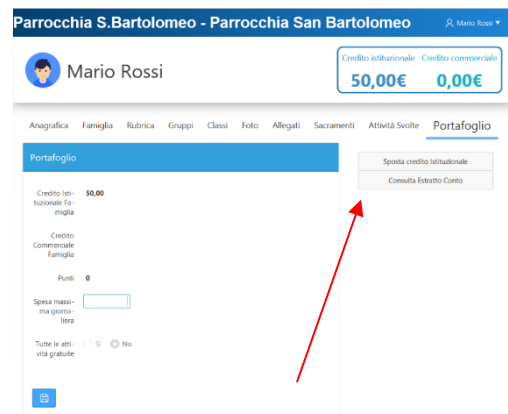 Parrocchia S.Bartolomeo - Parrocchia San Bartolomeo
Mario Rossi
Mario Rossi
Credito istituzionale Credito commerciale
50,00€ 0,00€
Anagrafica Famiglia Rubrica Gruppi Classi Foto Allegati Sacramenti Attività Svolte Portafoglio
Portafoglio
Sposta credito Istituzionale
Consulta Estratto Conto
Credito Isti-
tuzionale Fa-
miglia
50,00
Credito
Commerciale
Famiglia
Punti 0
Spesa massi-
ma giorna-
liera
Tutte le atti-
vità gratuite
Sì No